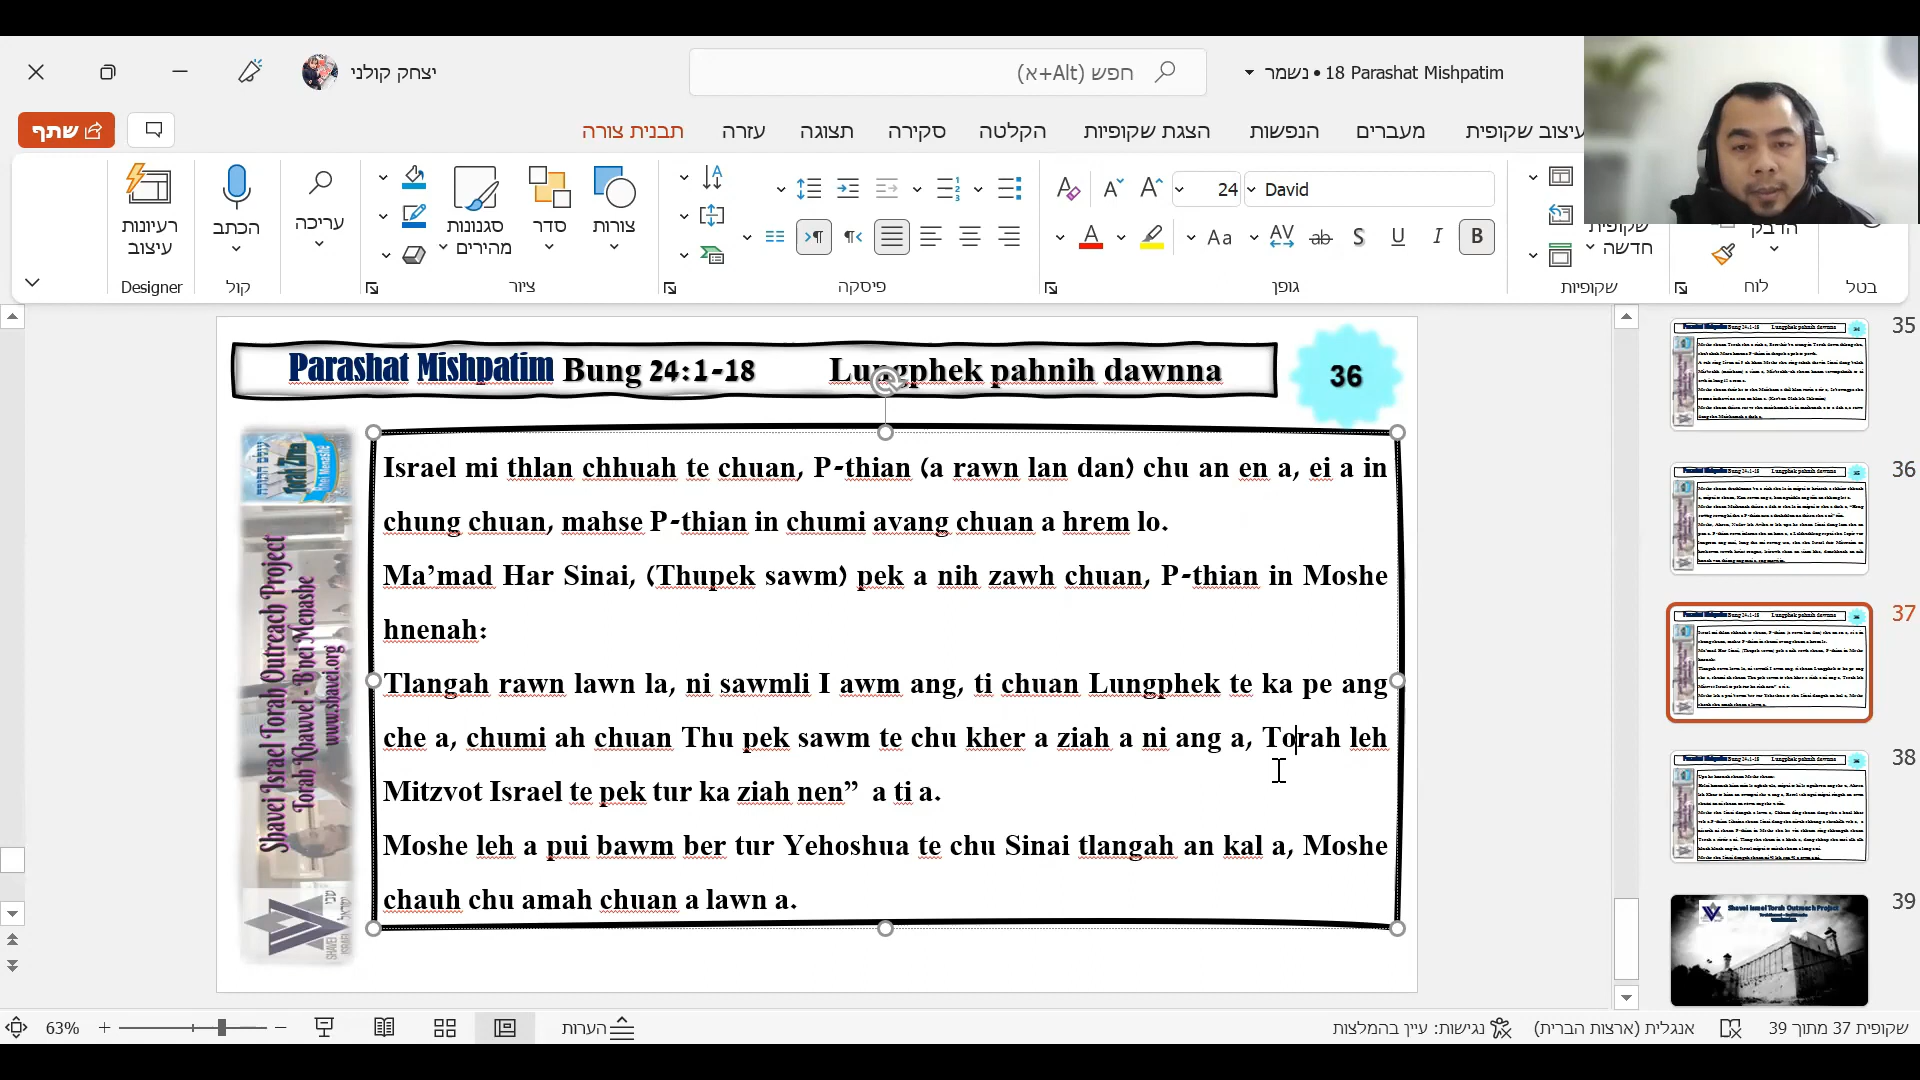 יצחק קולני
חפש (Alt+א)
18 Parashat Mishpatim • נשמר
שתף
תבנית צורה
עזרה
תצוגה
סקירה
הקלטה
הצגת שקופיות
הנפשות
מעברים
עיצוב שקופית
רעיונות
עיצוב
הכתב
עריכה
סגנונות
מהירים
סדר
צורות
24
David
שקופית
חדשה
הדבק
Designer
קול
ציור
פיסקה
גופן
שקופיות
לוח
בטל
Parashat Mishpatim Bung 24:1-18 Lungphek pahnih dawnna
36
Israel mi thlan chhuah te chuan, P-thian (a rawn lan dan) chu an en a, ei a in
chung chuan, mahse P-thian in chumi avang chuan a hrem lo.
Ma’mad Har Sinai, (Thupek sawm) pek a nih zawh chuan, P-thian in Moshe
hnenah:
Tlangah rawn lawn la, ni sawmli I awm ang, ti chuan Lungphek te ka pe ang
che a, chumi ah chuan Thu pek sawm te chu kher a ziah a ni ang a, Torah leh
Mitzvot Israel te pek tur ka ziah nen” a ti a.
Moshe leh a pui bawm ber tur Yehoshua te chu Sinai tlangah an kal a, Moshe
chauh chu amah chuan a lawn a.
Shavei Israel Torah Outreach Project
Torah Khawvel - B'nei Menashe
www.shavei.org
35
36
37
38
39
63%
הערות
נגישות: עיין בהמלצות
אנגלית (ארצות הברית)
שקופית 37 מתוך 39